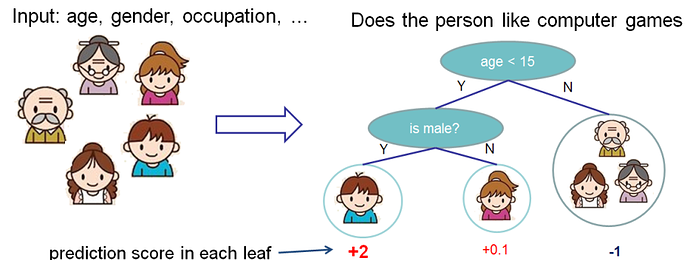 Input: age, gender, occupation, …
Does the person like computer games
age < 15
Y
N
is male?
Y
N
prediction score in each leaf
+2
+0.1
-1